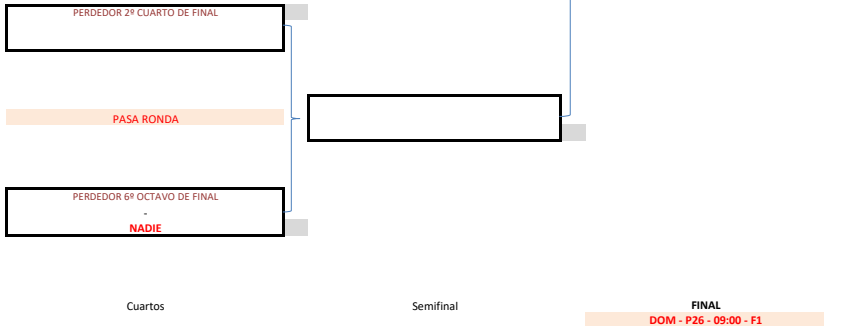 PERDEDOR 2º CUARTO DE FINAL
PASA RONDA
PERDEDOR 6º OCTAVO DE FINAL
-
NADIE
Cuartos Semifinal FINAL
DOM - P26 - 09:00 - F1